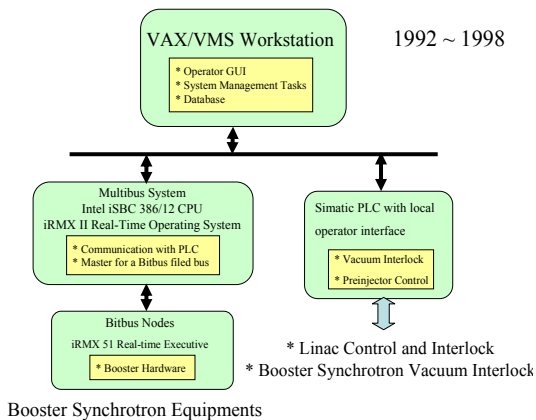 VAX/VMS Workstation
1992 ~ 1998
* Operator GUI
* System Management Tasks
* Database
Multibus System
Intel iSBC 386/12 CPU
iRMX II Real-Time Operating System
* Communication with PLC
* Master for a Bitbus filed bus
Simatic PLC with local
operator interface
* Vacuum Interlock
* Preinjector Control
Bitbus Nodes
iRMX 51 Real-time Executive
* Booster Hardware
* Linac Control and Interlock
* Booster Synchrotron Vacuum Interlock
Booster Synchrotron Equipments